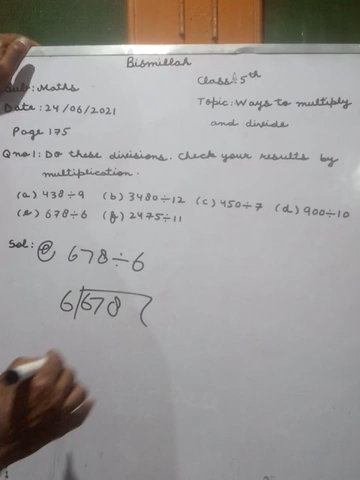 Bismillah
Sub: Maths
Class: 5th
Date: 24/06/2021
Topic: Ways to multiply
and divide
Page 175
Q no 1: Do these divisions. Check your results by
multiplication.
(a) 438÷9 (b) 3480÷12 (c) 450÷7 (d) 900÷10
(e) 678÷6 (f) 2475÷11
Sol: (e) 678÷6
6)678(